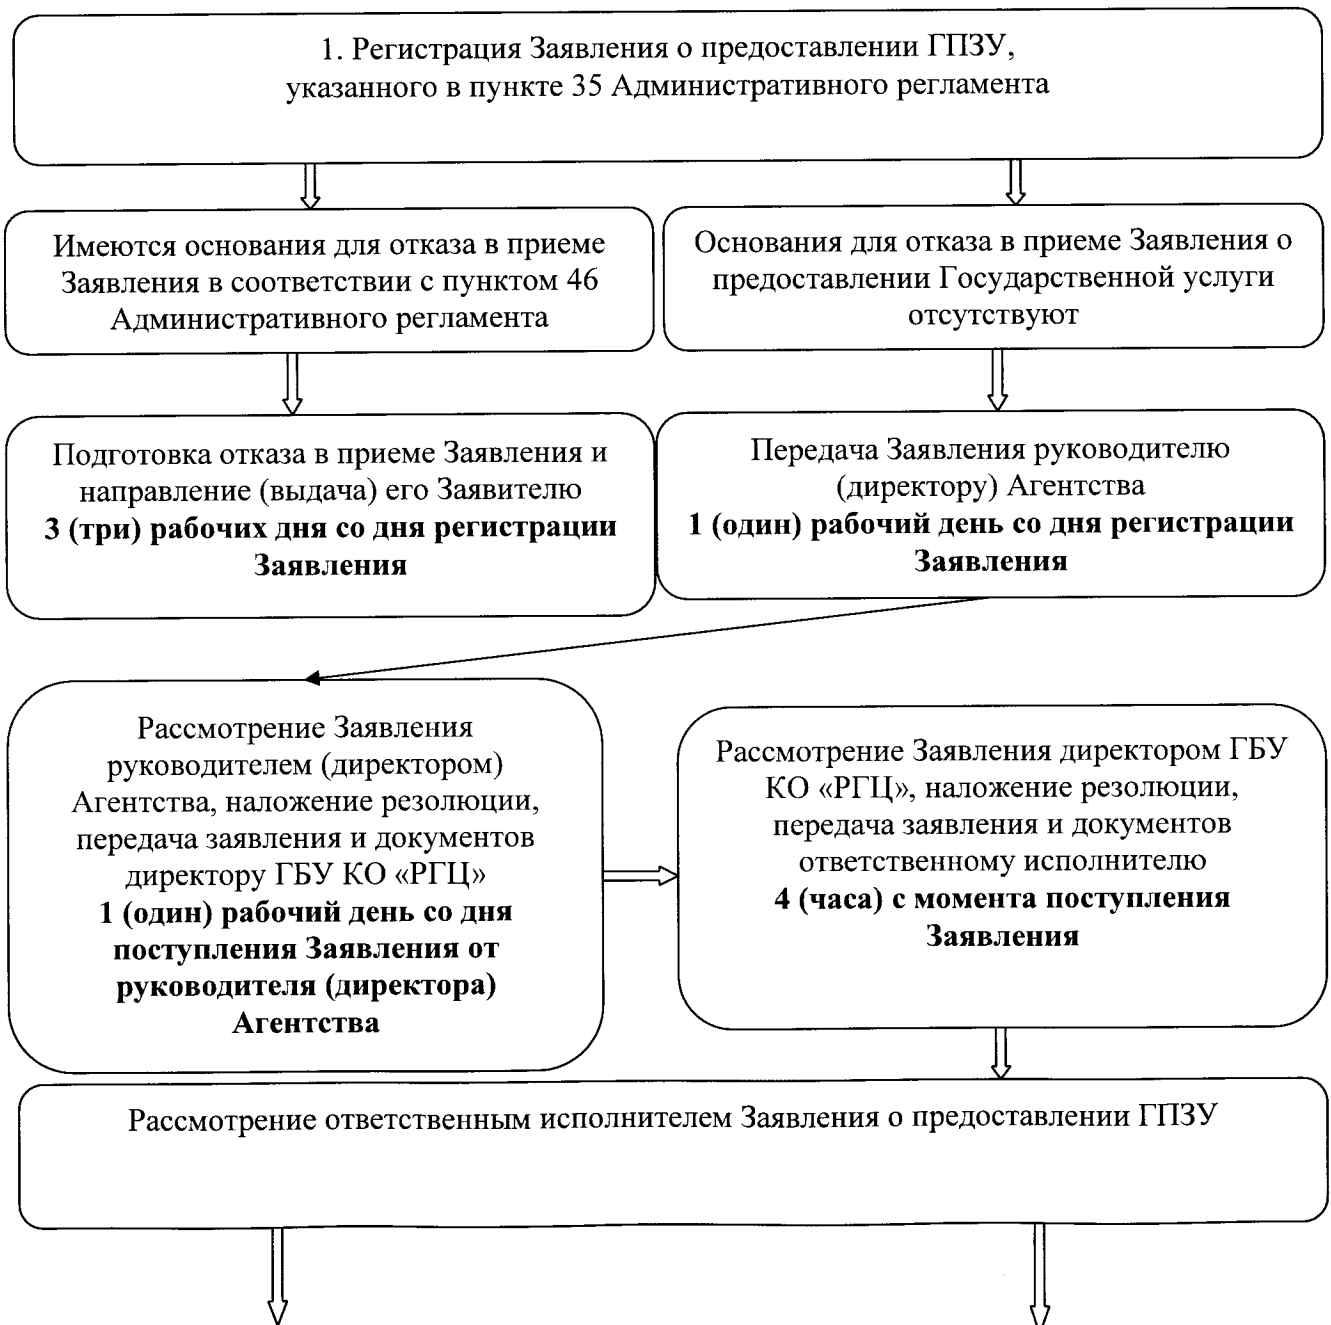 1. Регистрация Заявления о предоставлении ГПЗУ,
указанного в пункте 35 Административного регламента
Имеются основания для отказа в приеме
Заявления в соответствии с пунктом 46
Административного регламента
Основания для отказа в приеме Заявления о
предоставлении Государственной услуги
отсутствуют
Подготовка отказа в приеме Заявления и
направление (выдача) его Заявителю
3 (три) рабочих дня со дня регистрации
Заявления
Передача Заявления руководителю
(директору) Агентства
1 (один) рабочий день со дня регистрации
Заявления
Рассмотрение Заявления
руководителем (директором)
Агентства, наложение резолюции,
передача заявления и документов
директору ГБУ КО «РГЦ»
1 (один) рабочий день со дня
поступления Заявления от
руководителя (директора)
Агентства
Рассмотрение Заявления директором ГБУ
КО «РГЦ», наложение резолюции,
передача заявления и документов
ответственному исполнителю
4 (часа) с момента поступления
Заявления
Рассмотрение ответственным исполнителем Заявления о предоставлении ГПЗУ